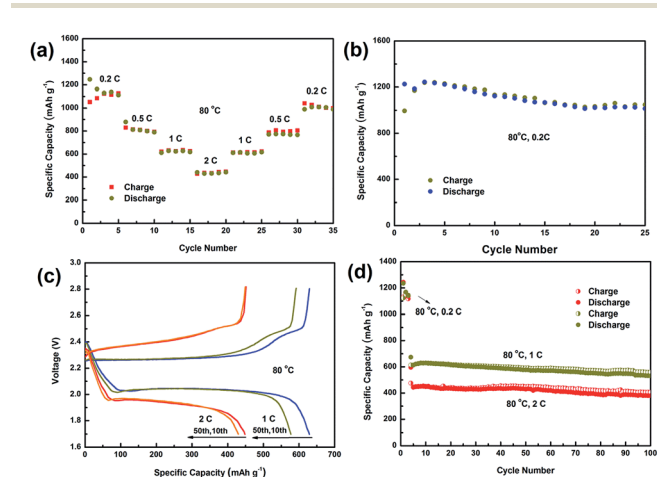 (a)
1600
1400
1200
1000
800
600
400
200
0
Specific Capacity (mAh g⁻¹)
0.2 C
0.5 C
1 C
2 C
1 C
0.5 C
0.2 C
80 °C
Charge
Discharge
0 5 10 15 20 25 30 35
Cycle Number
(b)
1600
1200
800
400
0
Specific Capacity (mAh g⁻¹)
80°C, 0.2C
Charge
Discharge
0 5 10 15 20 25
Cycle Number
(c)
3.0
2.8
2.6
2.4
2.2
2.0
1.8
1.6
Voltage (V)
80 °C
2 C 1 C
50th,10th 50th,10th
0 100 200 300 400 500 600 700
Specific Capacity (mAh g⁻¹)
(d)
1400
1200
1000
800
600
400
200
0
Specific Capacity (mAh g⁻¹)
80 °C, 0.2 C
Charge
Discharge
Charge
Discharge
80 °C, 1 C
80 °C, 2 C
0 10 20 30 40 50 60 70 80 90 100
Cycle Number